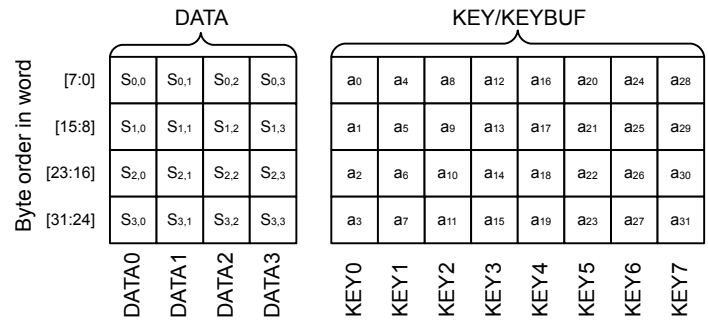 DATA KEY/KEYBUF
Byte order in word
[7:0] S0,0 S0,1 S0,2 S0,3 a0 a4 a8 a12 a16 a20 a24 a28
[15:8] S1,0 S1,1 S1,2 S1,3 a1 a5 a9 a13 a17 a21 a25 a29
[23:16] S2,0 S2,1 S2,2 S2,3 a2 a6 a10 a14 a18 a22 a26 a30
[31:24] S3,0 S3,1 S3,2 S3,3 a3 a7 a11 a15 a19 a23 a27 a31
DATA0 DATA1 DATA2 DATA3 KEY0 KEY1 KEY2 KEY3 KEY4 KEY5 KEY6 KEY7